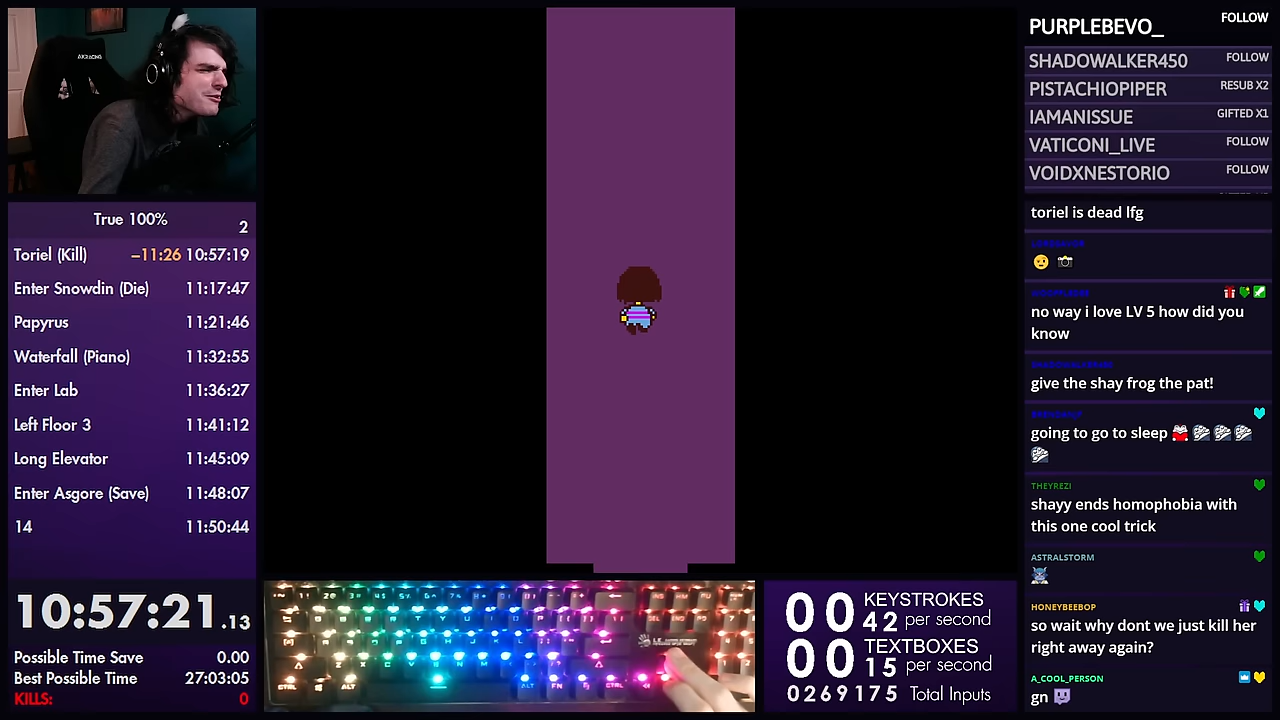 True 100%
2
Toriel (Kill) −11:26 10:57:19
Enter Snowdin (Die) 11:17:47
Papyrus 11:21:46
Waterfall (Piano) 11:32:55
Enter Lab 11:36:27
Left Floor 3 11:41:12
Long Elevator 11:45:09
Enter Asgore (Save) 11:48:07
14 11:50:44
10:57:21.13
Possible Time Save 0.00
Best Possible Time 27:03:05
KILLS: 0
00.42 KEYSTROKES per second
00.15 TEXTBOXES per second
0269175 Total Inputs
PURPLEBEVO_ FOLLOW
SHADOWALKER450 FOLLOW
PISTACHIOPIPER RESUB X2
IAMANISSUE GIFTED X1
VATICONI_LIVE FOLLOW
VOIDXNESTORIO FOLLOW
toriel is dead lfg
no way i love LV 5 how did you
know
give the shay frog the pat!
going to go to sleep
THEYREZI
shayy ends homophobia with
this one cool trick
ASTRALSTORM
HONEYBEEBOP
so wait why dont we just kill her
right away again?
A_COOL_PERSON
gn